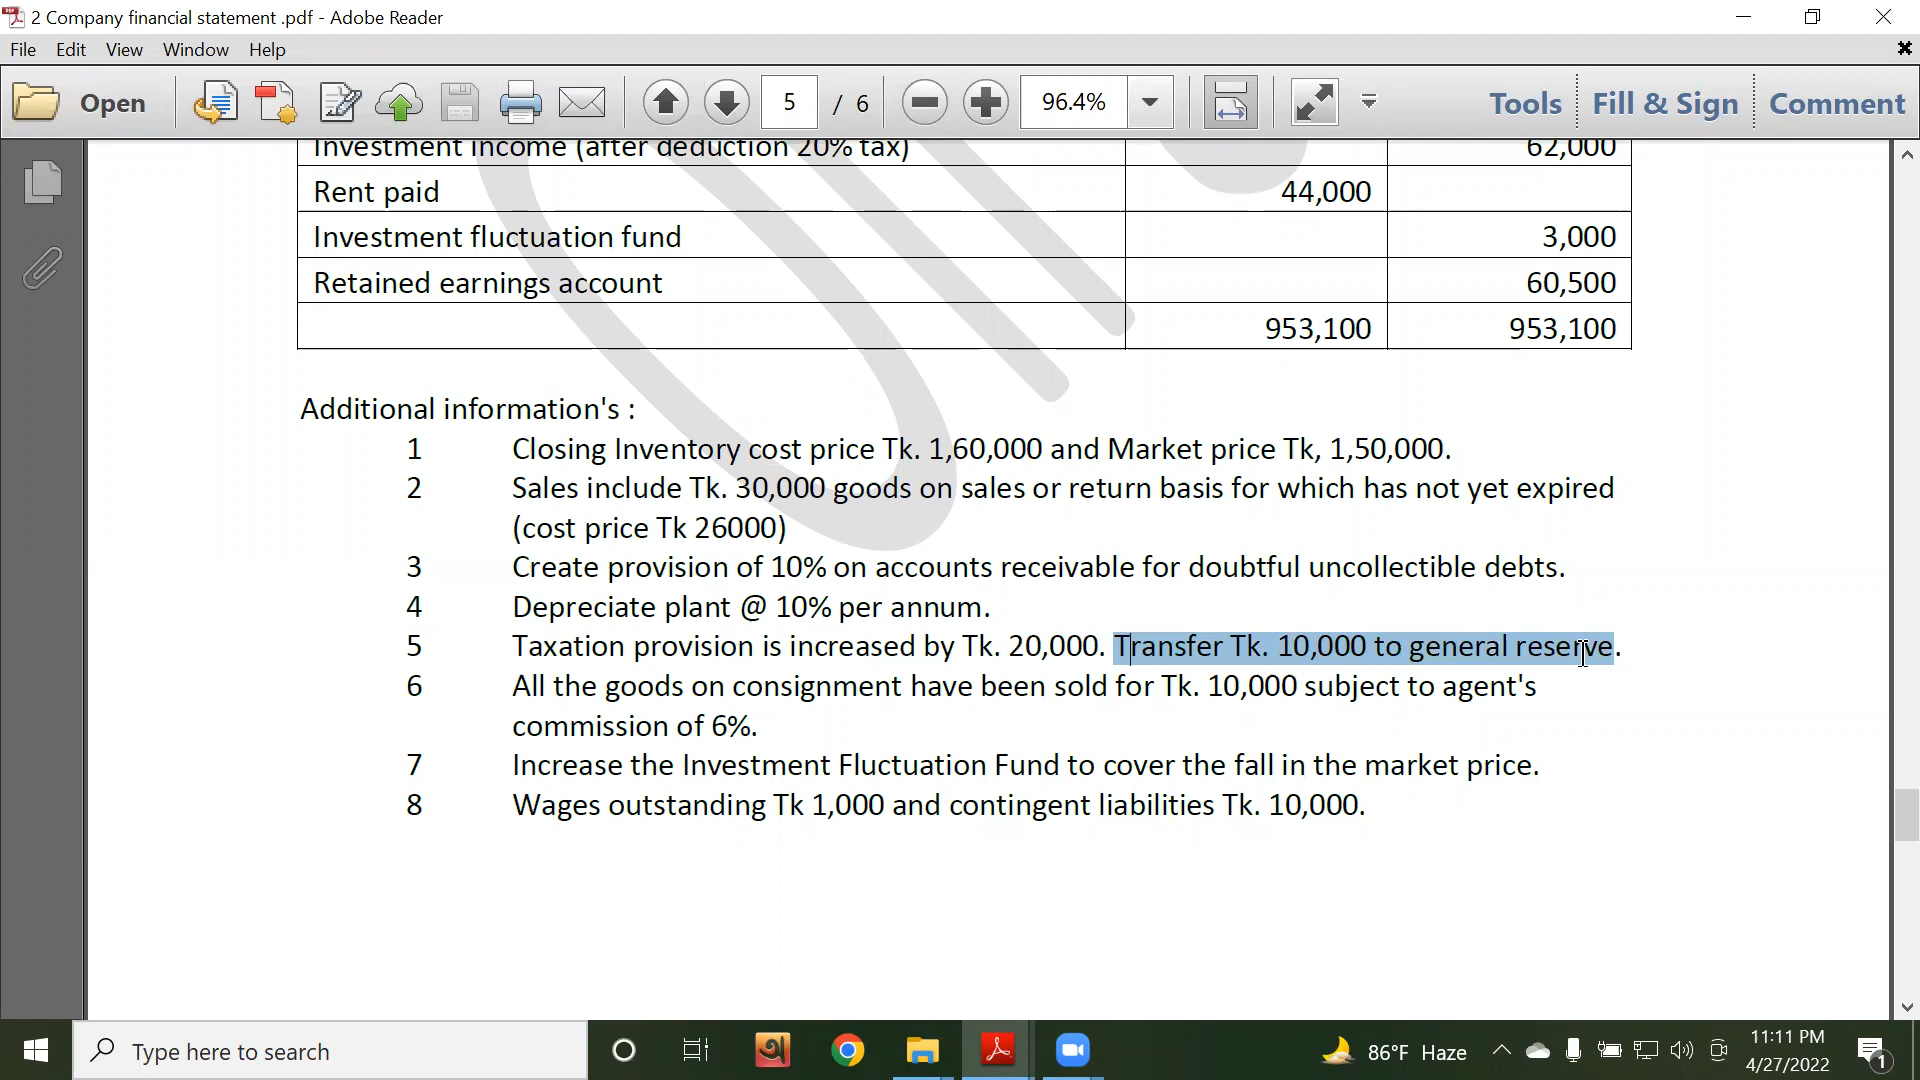 2 Company financial statement .pdf - Adobe Reader
File Edit View Window Help
Open 5 / 6 96.4% Tools Fill & Sign Comment
Investment income (after deduction 20% tax) 62,000
Rent paid 44,000
Investment fluctuation fund 3,000
Retained earnings account 60,500
953,100 953,100
Additional information's :
1 Closing Inventory cost price Tk. 1,60,000 and Market price Tk, 1,50,000.
2 Sales include Tk. 30,000 goods on sales or return basis for which has not yet expired
(cost price Tk 26000)
3 Create provision of 10% on accounts receivable for doubtful uncollectible debts.
4 Depreciate plant @ 10% per annum.
5 Taxation provision is increased by Tk. 20,000. Transfer Tk. 10,000 to general reserve.
6 All the goods on consignment have been sold for Tk. 10,000 subject to agent's
commission of 6%.
7 Increase the Investment Fluctuation Fund to cover the fall in the market price.
8 Wages outstanding Tk 1,000 and contingent liabilities Tk. 10,000.
Type here to search 86°F Haze 11:11 PM
4/27/2022 1